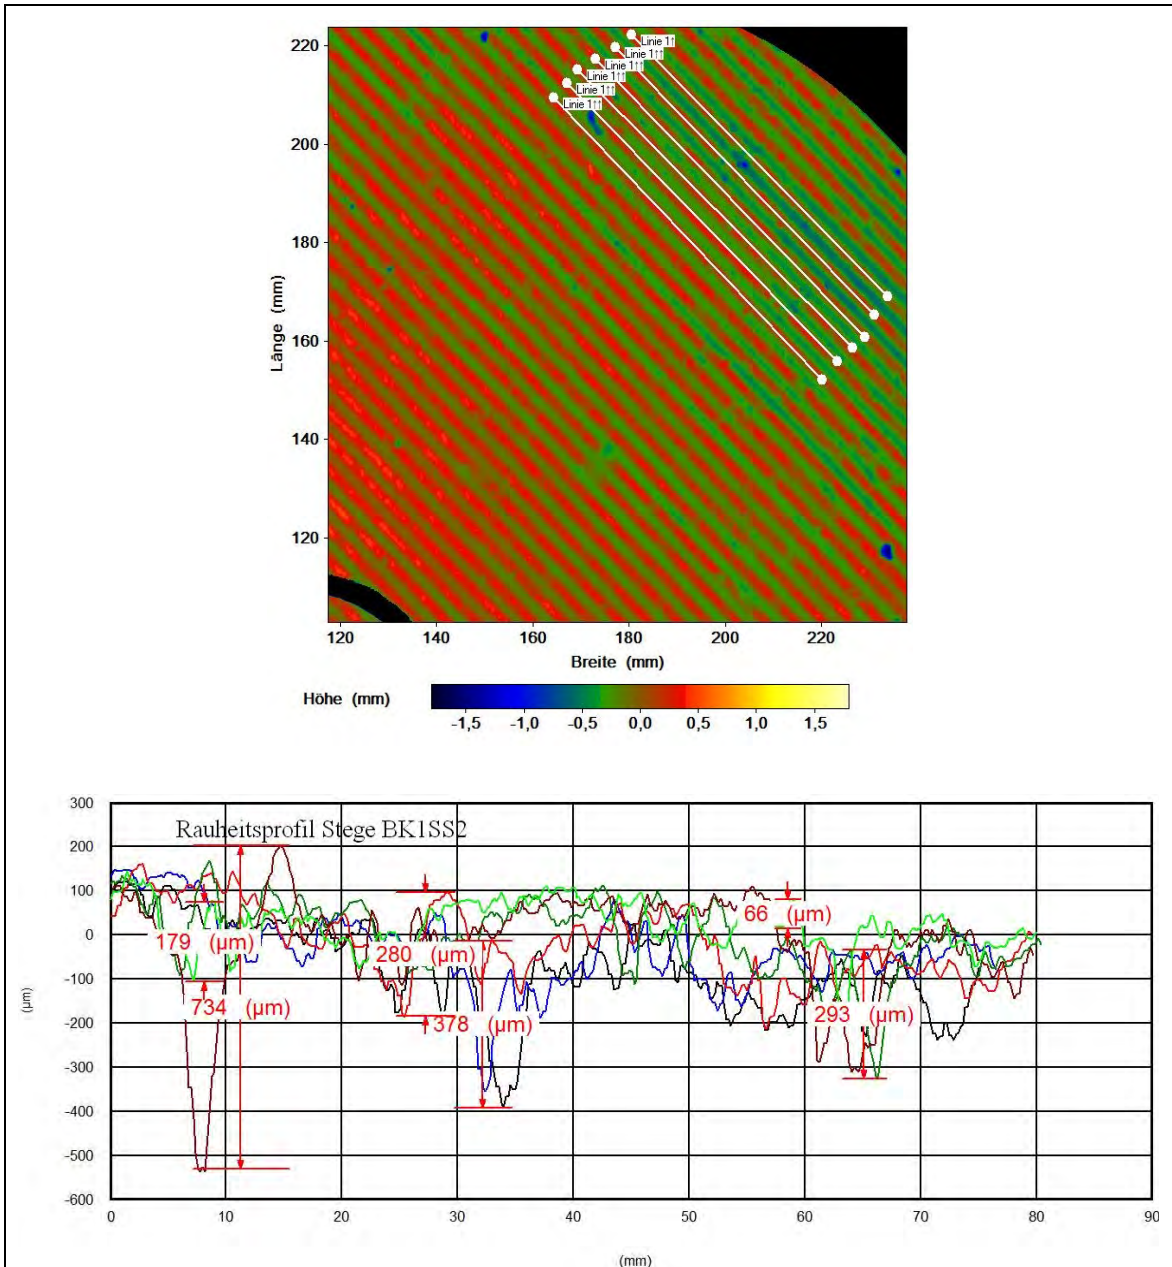 220
Linie 1↑
Linie 1↑↑
Linie 1↑↑
Linie 1↑↑
Linie 1↑↑
Linie 1↑↑
200
180
Länge (mm)
160
140
120
120 140 160 180 200 220
Breite (mm)
Höhe (mm)
-1,5 -1,0 -0,5 0,0 0,5 1,0 1,5
300
Rauheitsprofil Stege BK1SS2
200
100
66 (µm)
0
179 (µm)
280 (µm)
-100
734 (µm)
293 (µm)
(µm)
-200
378 (µm)
-300
-400
-500
-600
0 10 20 30 40 50 60 70 80 90
(mm)